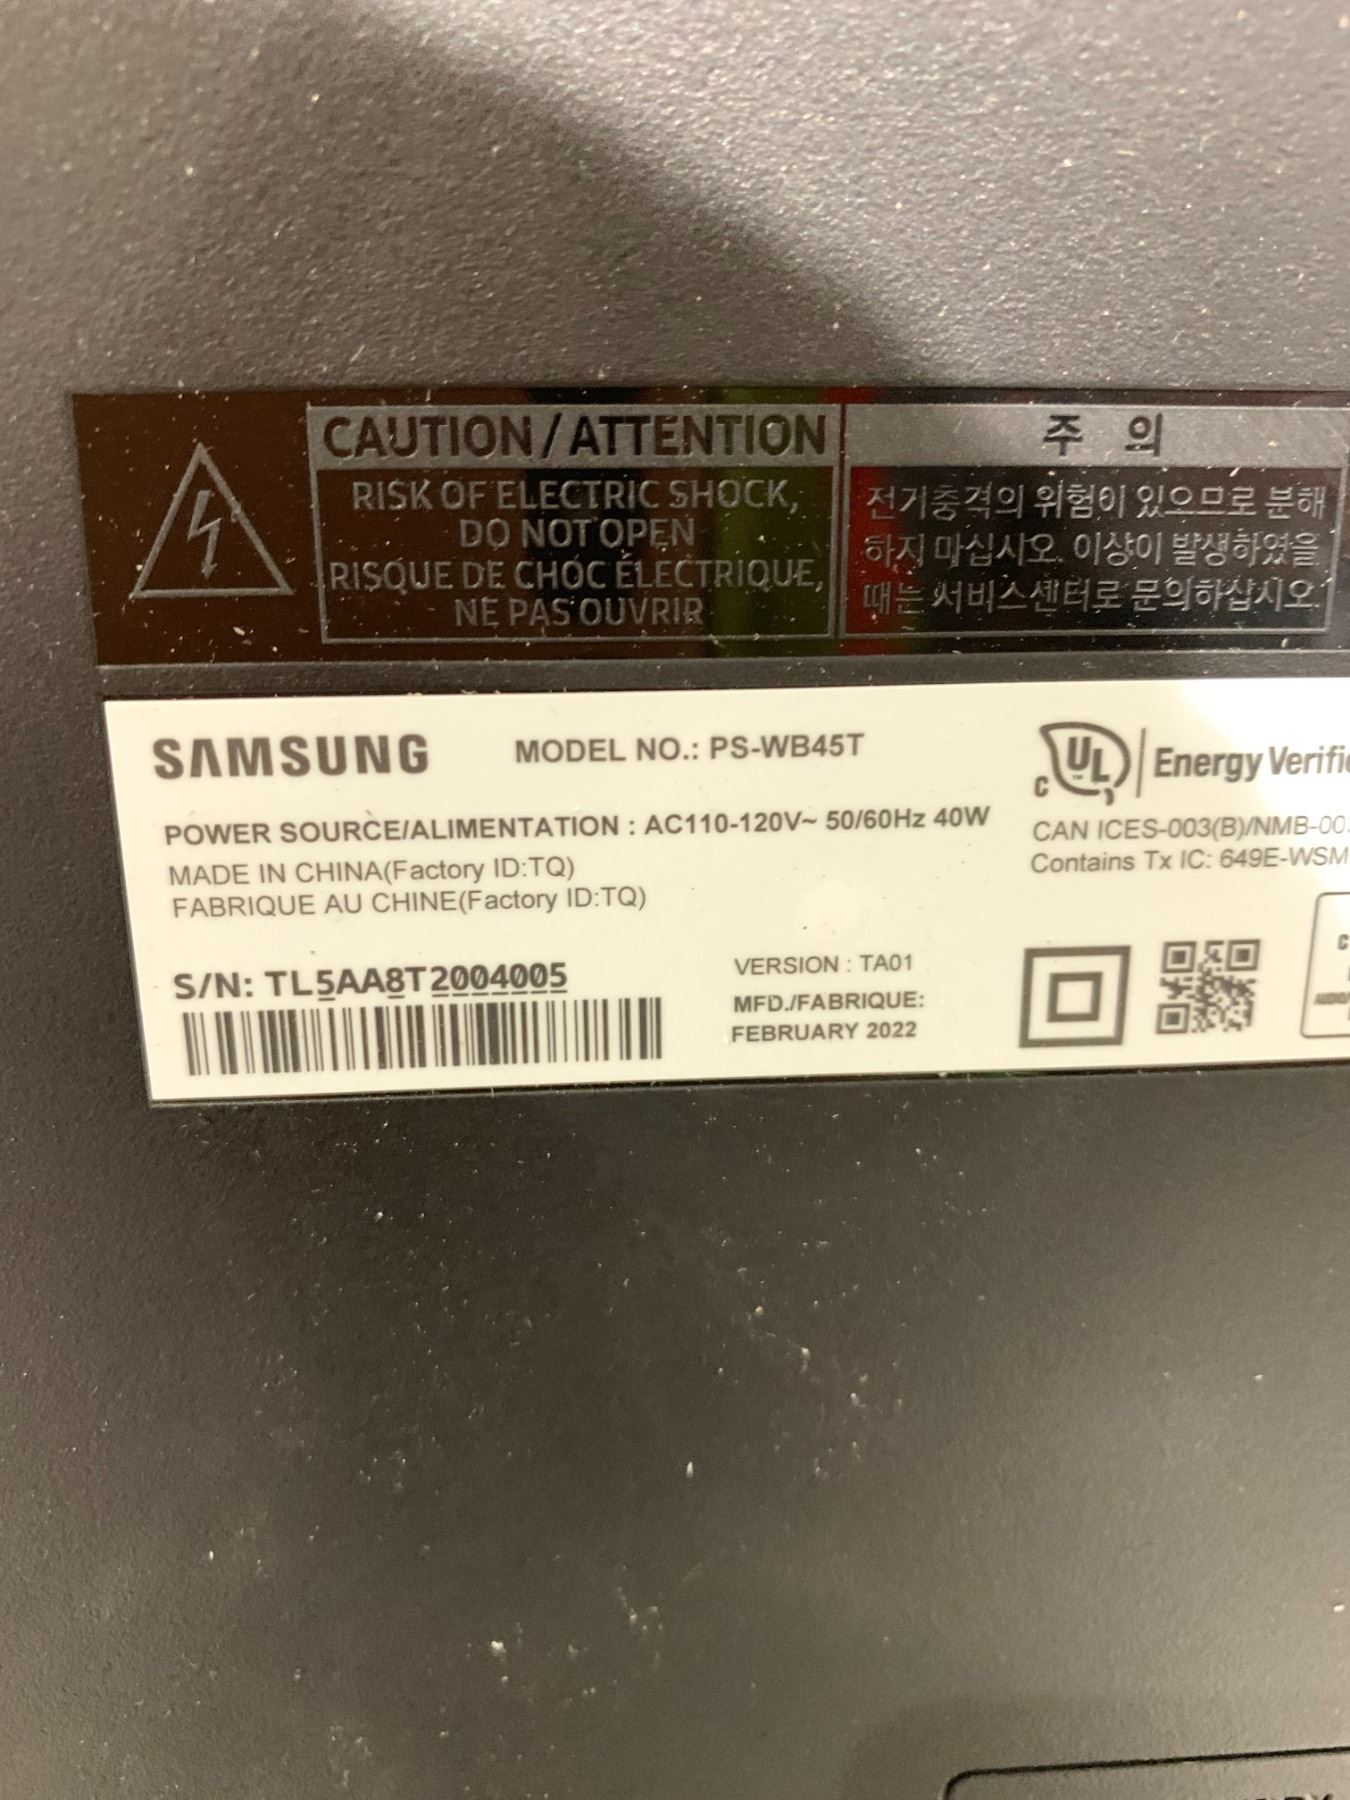 CAUTION / ATTENTION
RISK OF ELECTRIC SHOCK,
DO NOT OPEN
RISQUE DE CHOC ÉLECTRIQUE,
NE PAS OUVRIR
주 의
전기충격의 위험이 있으므로 분해
하지 마십시오. 이상이 발생하였을
때는 서비스센터로 문의하십시오.
SAMSUNG
MODEL NO.: PS-WB45T
POWER SOURCE/ALIMENTATION : AC110-120V~ 50/60Hz 40W
MADE IN CHINA(Factory ID:TQ)
FABRIQUE AU CHINE(Factory ID:TQ)
S/N: TL5AA8T2004005
VERSION : TA01
MFD./FABRIQUE:
FEBRUARY 2022
c UL
Energy
CAN ICES-003(B)/NMB-003
Contains Tx IC: 649E-WSM